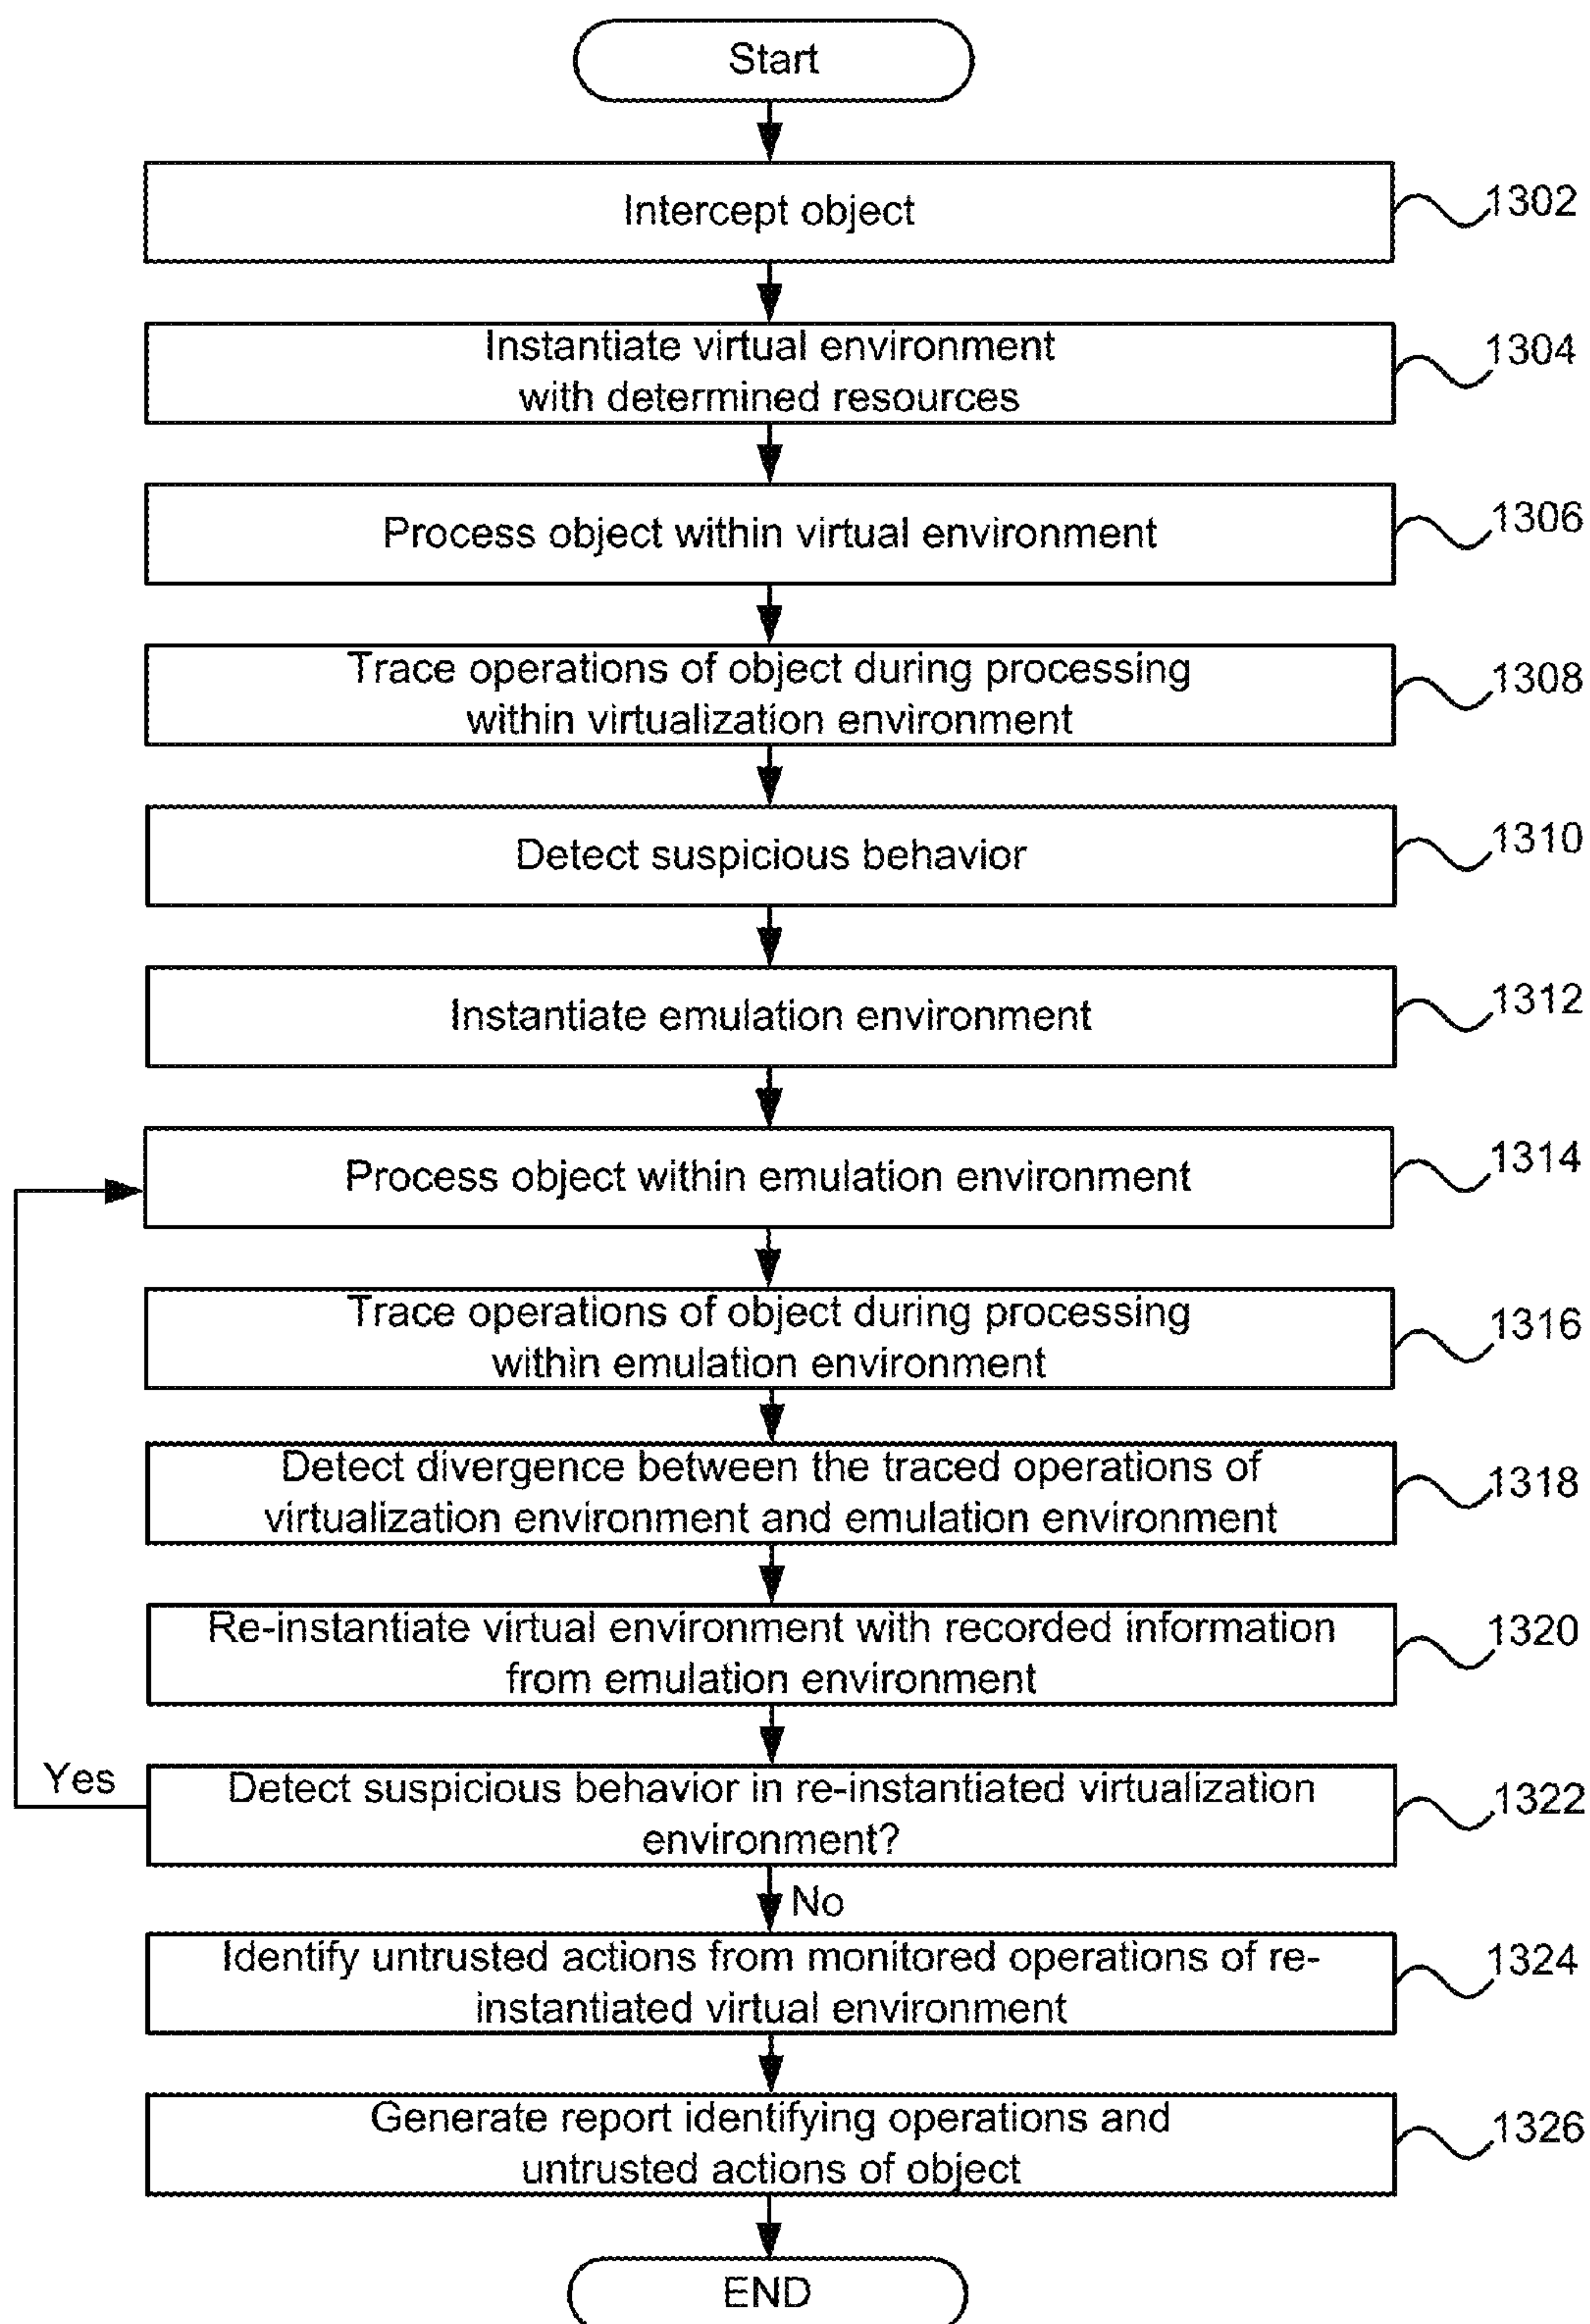 Start
Intercept object
1302
Instantiate virtual environment
with determined resources
1304
Process object within virtual environment
1306
Trace operations of object during processing
within virtualization environment
1308
Detect suspicious behavior
1310
Instantiate emulation environment
1312
Process object within emulation environment
1314
Trace operations of object during processing
within emulation environment
1316
Detect divergence between the traced operations of
virtualization environment and emulation environment
1318
Re-instantiate virtual environment with recorded information
from emulation environment
1320
Yes
Detect suspicious behavior in re-instantiated virtualization
environment?
1322
No
Identify untrusted actions from monitored operations of re-
instantiated virtual environment
1324
Generate report identifying operations and
untrusted actions of object
1326
END